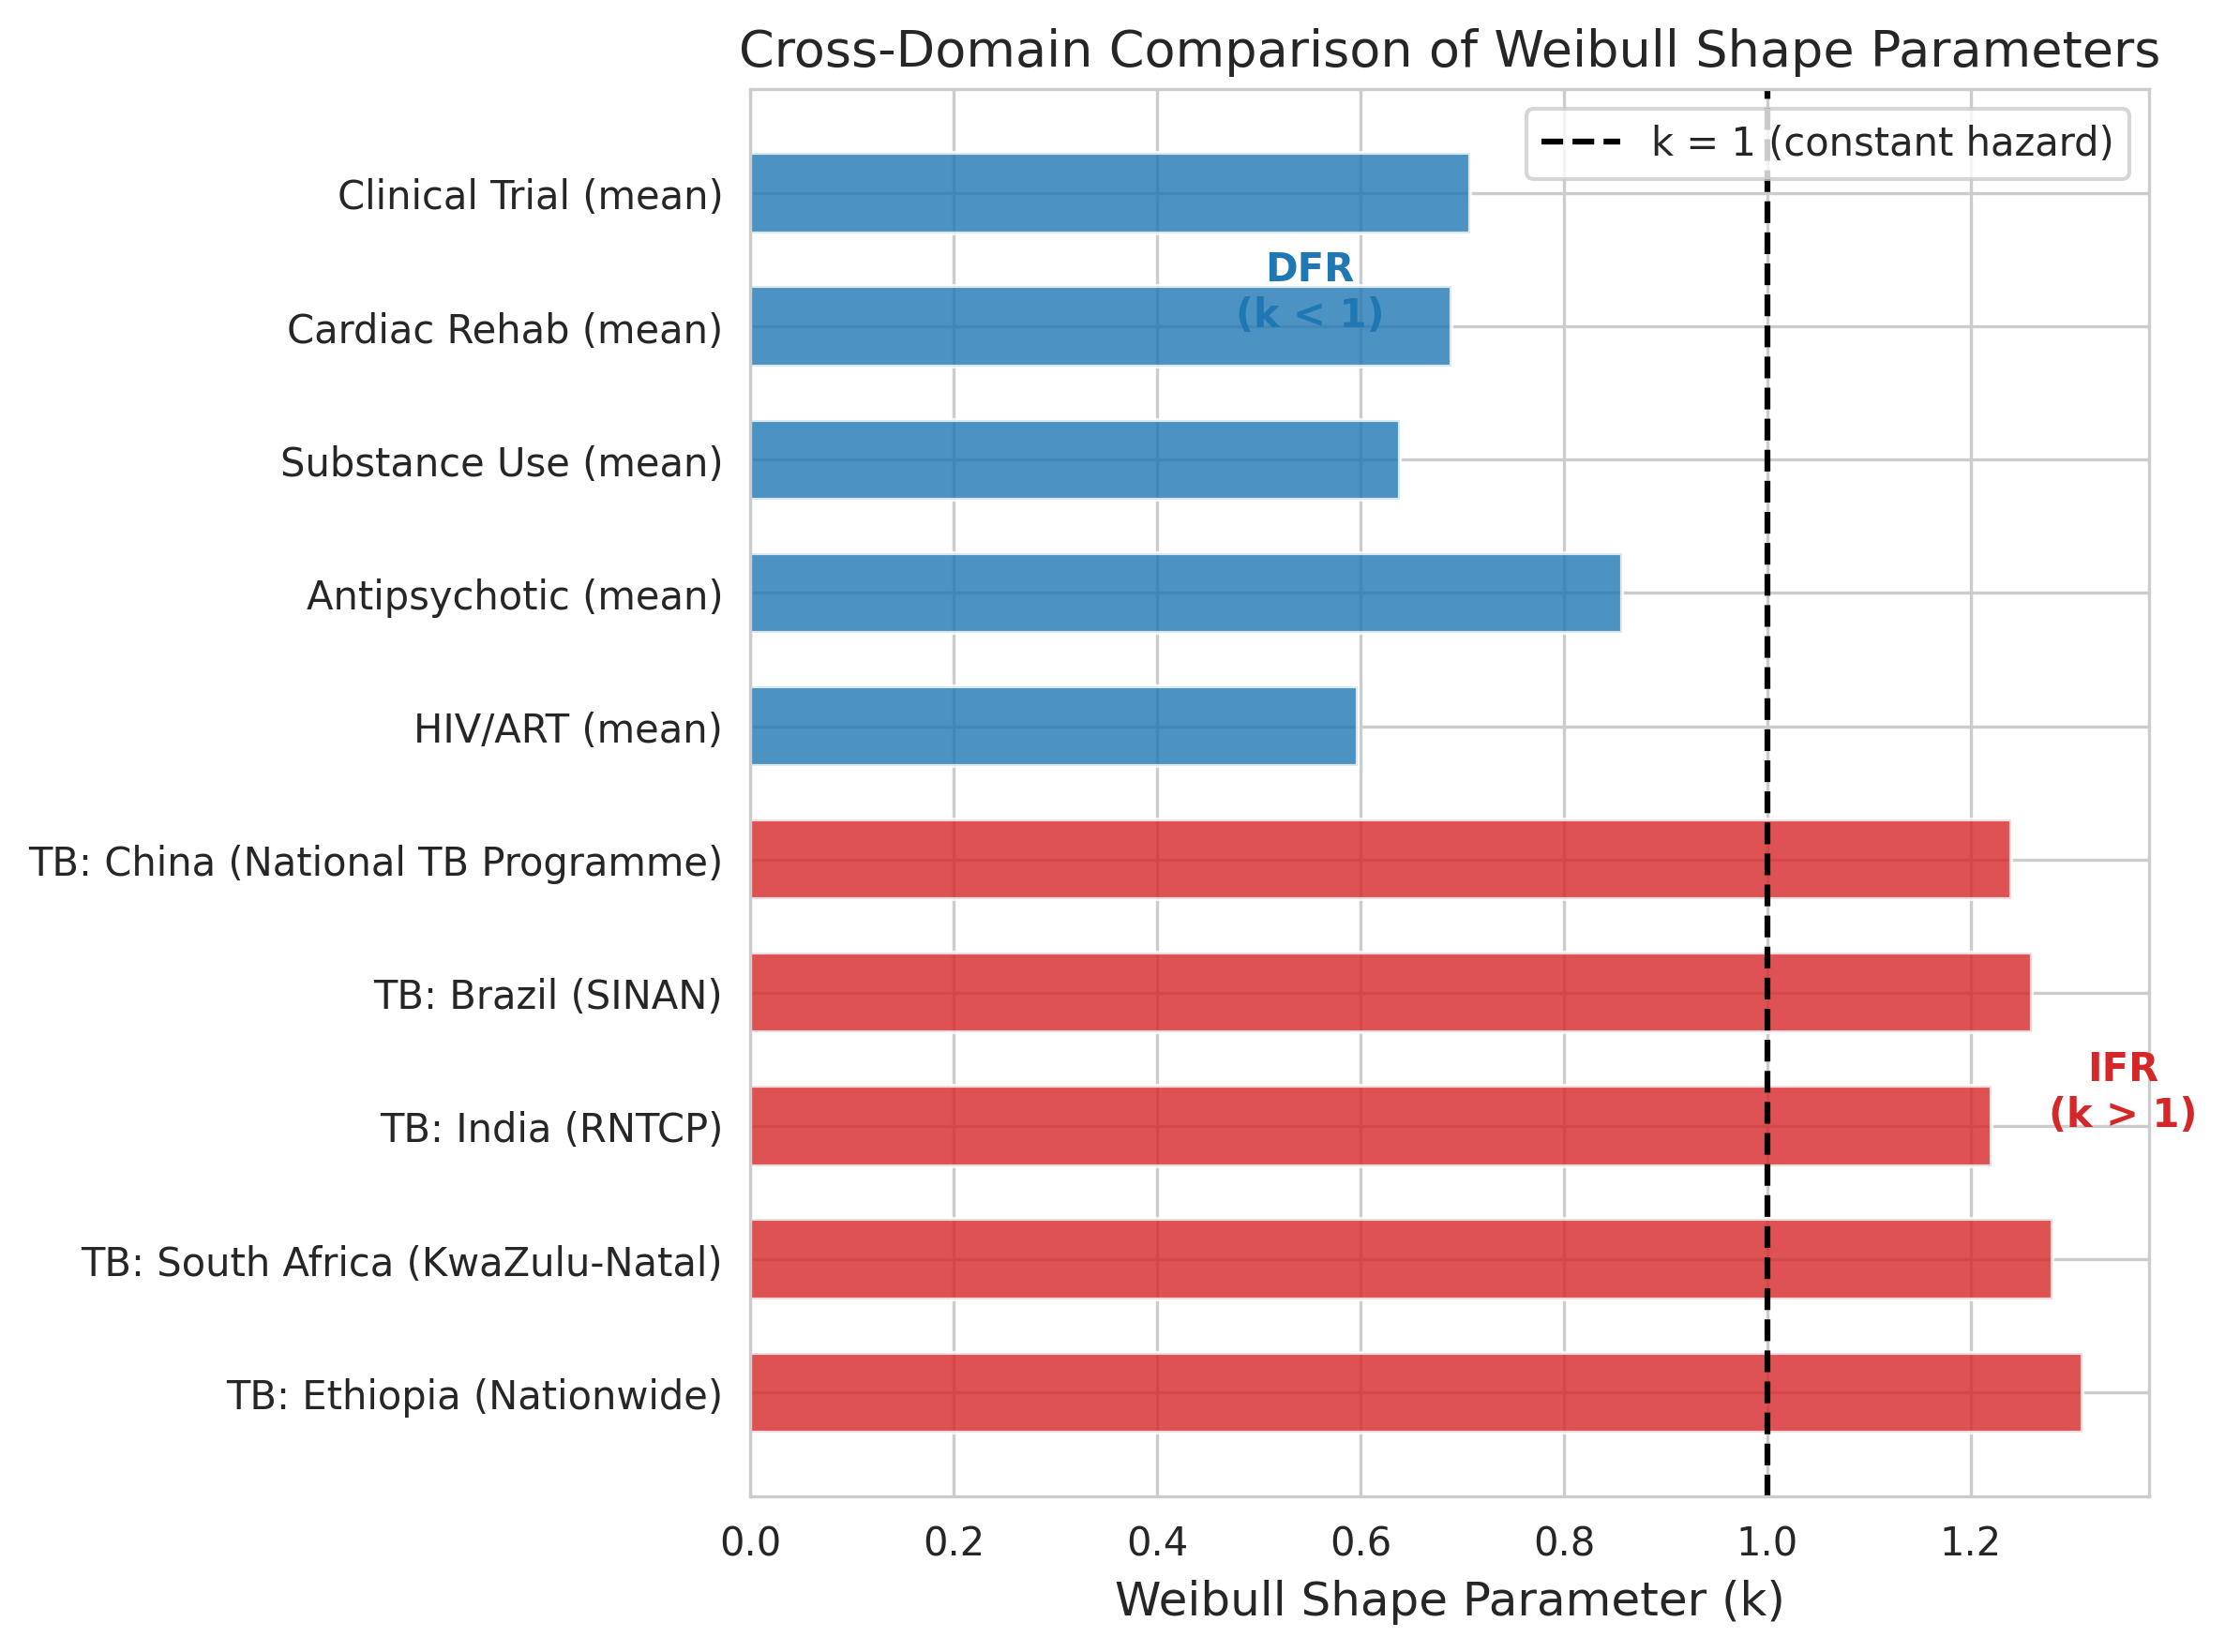 Cross-Domain Comparison of Weibull Shape Parameters
k = 1 (constant hazard)
Clinical Trial (mean)
DFR
(k < 1)
Cardiac Rehab (mean)
Substance Use (mean)
Antipsychotic (mean)
HIV/ART (mean)
TB: China (National TB Programme)
TB: Brazil (SINAN)
IFR
(k > 1)
TB: India (RNTCP)
TB: South Africa (KwaZulu-Natal)
TB: Ethiopia (Nationwide)
0.0 0.2 0.4 0.6 0.8 1.0 1.2
Weibull Shape Parameter (k)